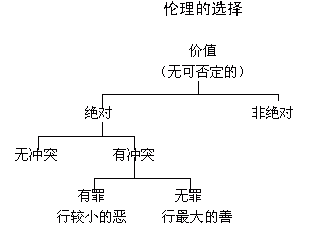 伦理的选择
价值
（无可否定的）
绝对 非绝对
无冲突 有冲突
有罪 无罪
行较小的恶 行最大的善